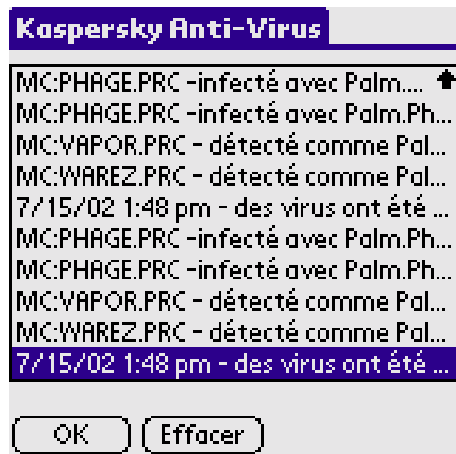 Kaspersky Anti-Virus
MC:PHAGE.PRC -infecté avec Palm....
MC:PHAGE.PRC -infecté avec Palm.Ph...
MC:VAPOR.PRC - détecté comme Pal...
MC:WAREZ.PRC - détecté comme Pal...
7/15/02 1:48 pm - des virus ont été ...
MC:PHAGE.PRC -infecté avec Palm.Ph...
MC:PHAGE.PRC -infecté avec Palm.Ph...
MC:VAPOR.PRC - détecté comme Pal...
MC:WAREZ.PRC - détecté comme Pal...
7/15/02 1:48 pm - des virus ont été ...
OK Effacer